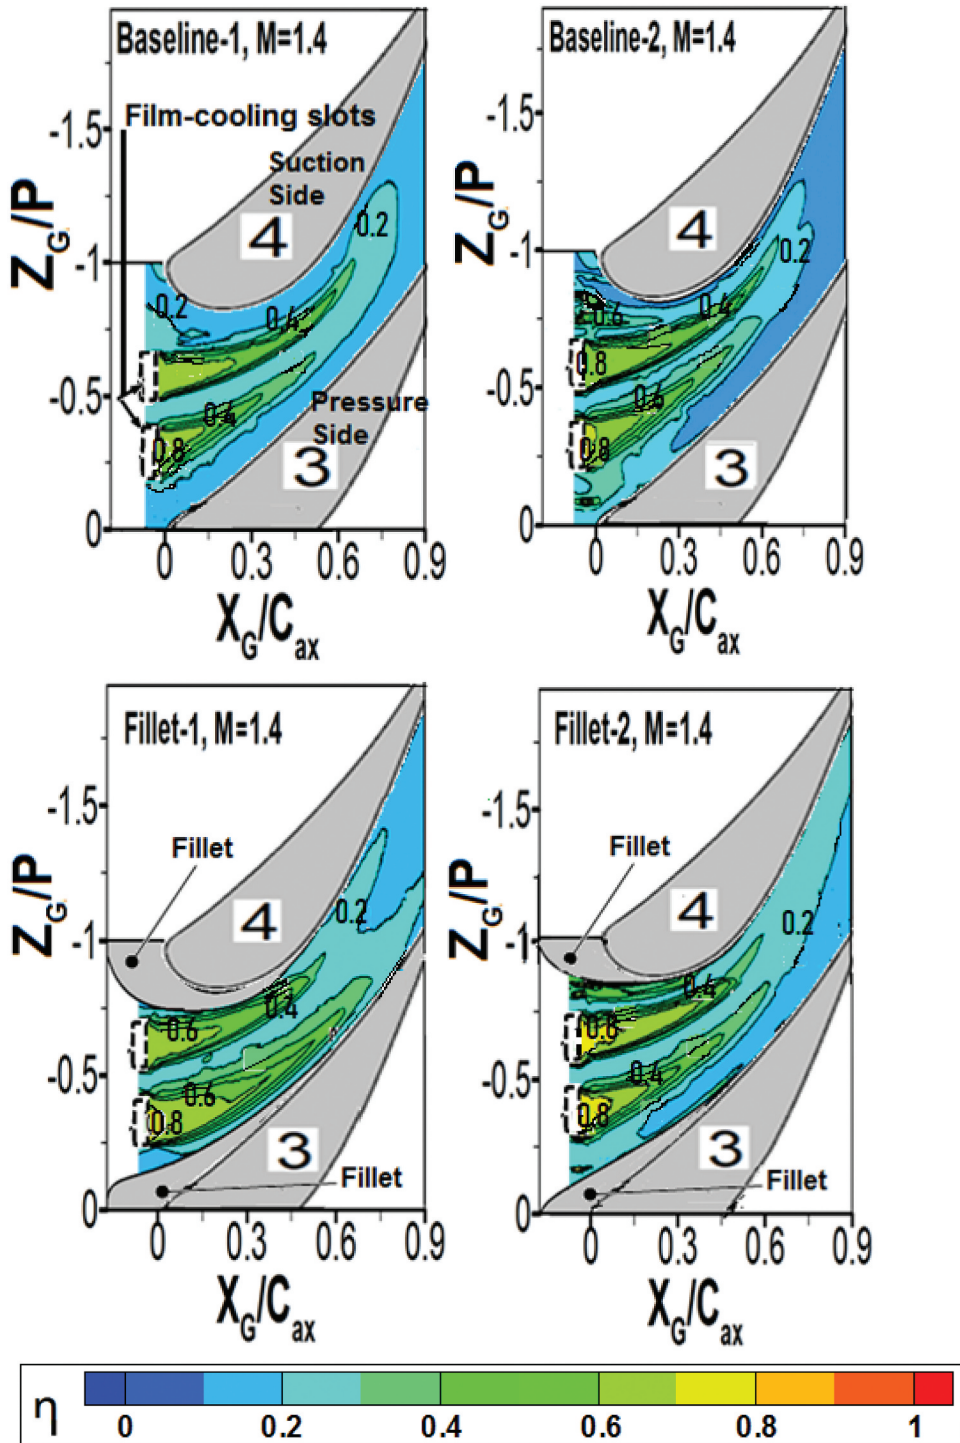 Baseline-1, M=1.4
Film-cooling slots
Suction
Side
4
0.2
0.2
0.4
0.4
0.8
Pressure
Side
3
-1.5
-1
-0.5
0
Z_G/P
0 0.3 0.6 0.9
X_G/C_ax
Baseline-2, M=1.4
4
0.2
0.4
0.6
0.8
0.6
0.8
3
-1.5
-1
-0.5
0
Z_G/P
0 0.3 0.6 0.9
X_G/C_ax
Fillet-1, M=1.4
Fillet
4
0.2
0.4
0.6
0.6
0.8
3
Fillet
-1.5
-1
-0.5
0
Z_G/P
0 0.3 0.6 0.9
X_G/C_ax
Fillet-2, M=1.4
Fillet
4
0.2
0.4
0.8
0.4
0.8
3
Fillet
-1.5
-1
-0.5
0
Z_G/P
0 0.3 0.6 0.9
X_G/C_ax
η
0 0.2 0.4 0.6 0.8 1